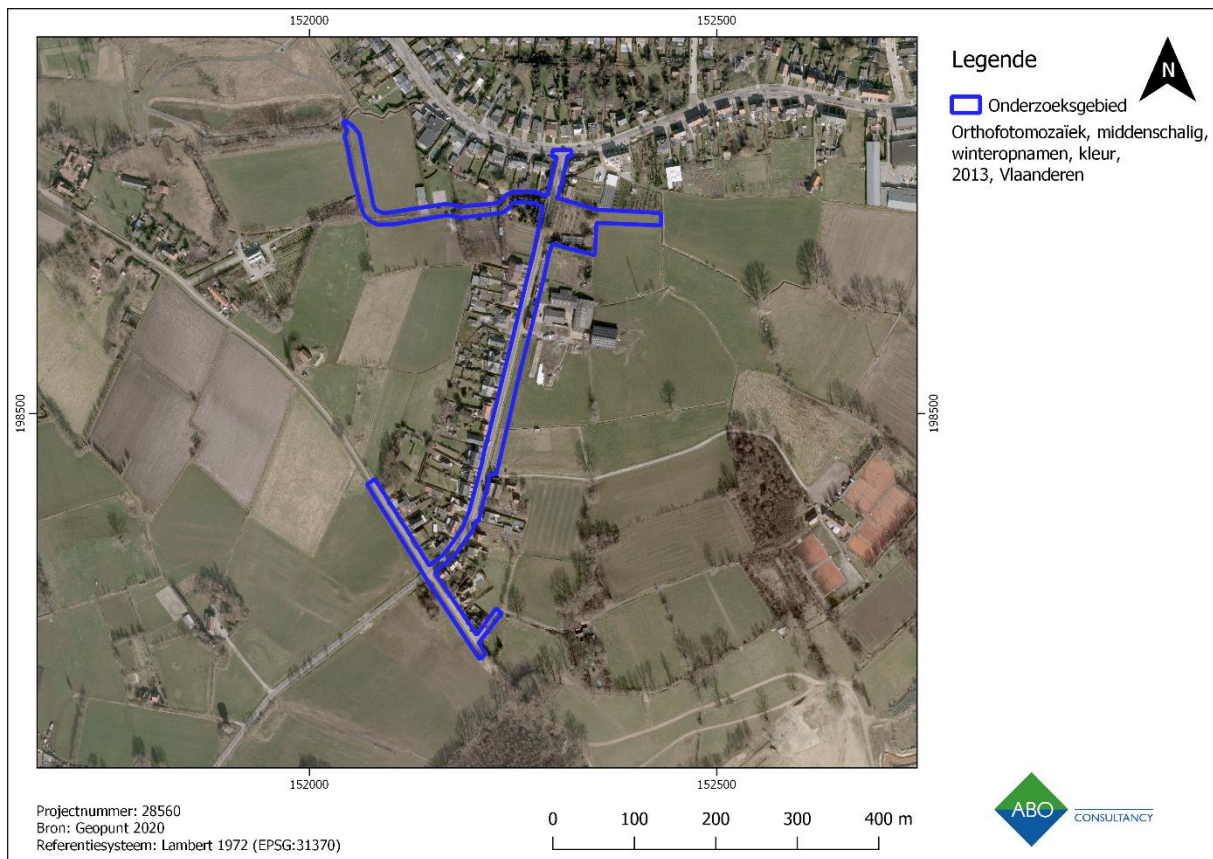 152000
152500
198500
198500
152000
152500
Legende
N
Onderzoeksgebied
Orthofotomozaïek, middenschalig,
winteropnamen, kleur,
2013, Vlaanderen
Projectnummer: 28560
Bron: Geopunt 2020
Referentiesysteem: Lambert 1972 (EPSG:31370)
0 100 200 300 400 m
ABO
CONSULTANCY